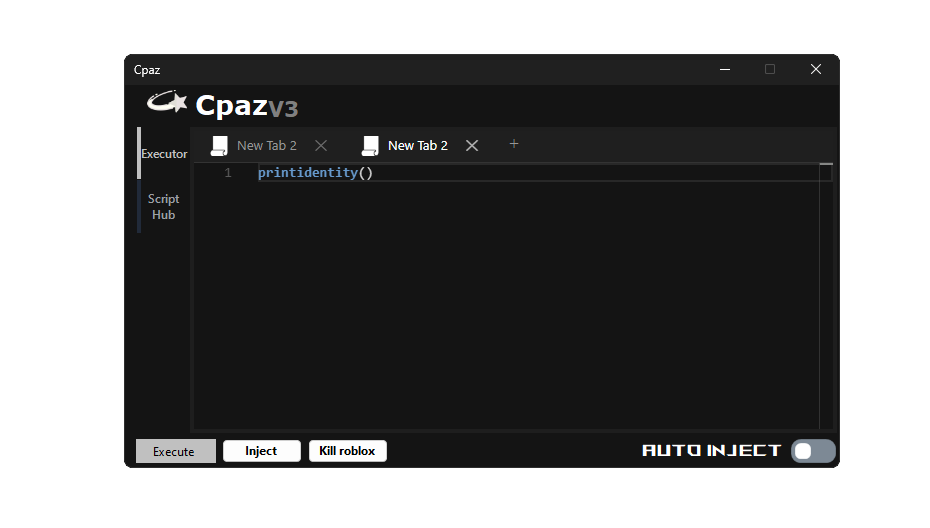 Cpaz
CpazV3
New Tab 2 New Tab 2 +
Executor
1 printidentity()
Script
Hub
Execute Inject Kill roblox AUTO INJECT